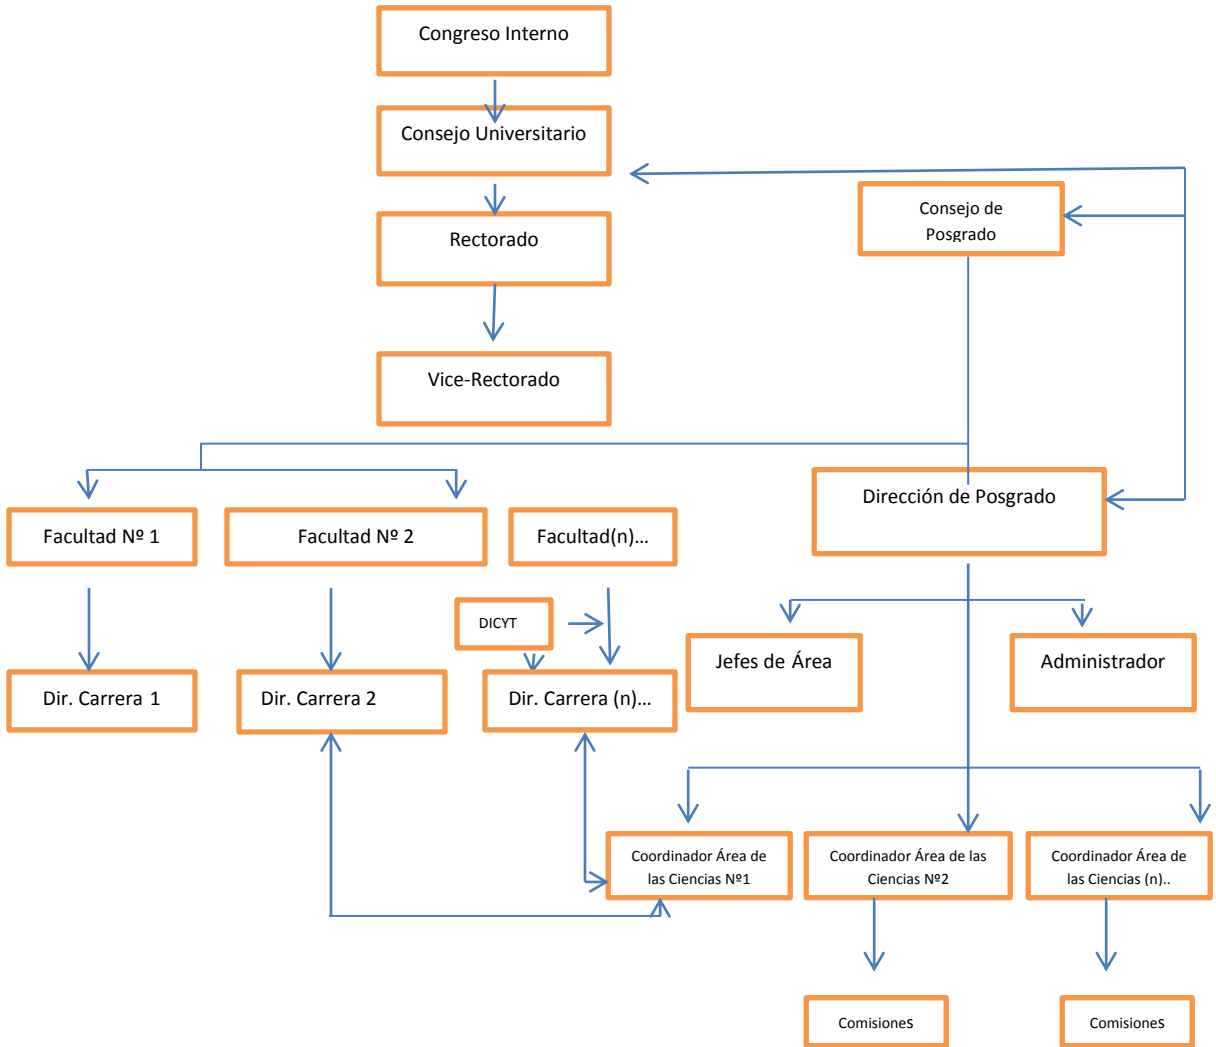 Congreso Interno
Consejo Universitario
Rectorado
Consejo de
Posgrado
Vice-Rectorado
Dirección de Posgrado
Facultad Nº 1
Facultad Nº 2
Facultad(n)...
DICYT
Jefes de Área
Administrador
Dir. Carrera 1
Dir. Carrera 2
Dir. Carrera (n)...
Coordinador Área de
las Ciencias Nº1
Coordinador Área de las
Ciencias Nº2
Coordinador Área de
las Ciencias (n)..
Comisiones
Comisiones